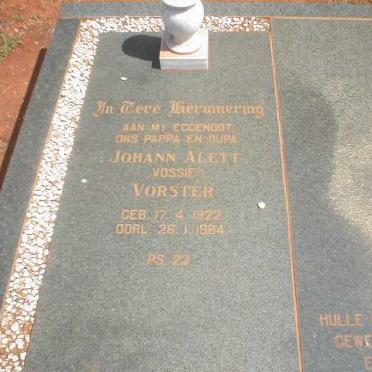 In Tere Herinnering
AAN MY EGGENOOT,
ONS PAPPA EN OUPA
JOHANN ALETT
"VOSSIE"
VORSTER
GEB. 17. 4. 1922
OORL. 26. 1. 1984
PS. 23
HULLE